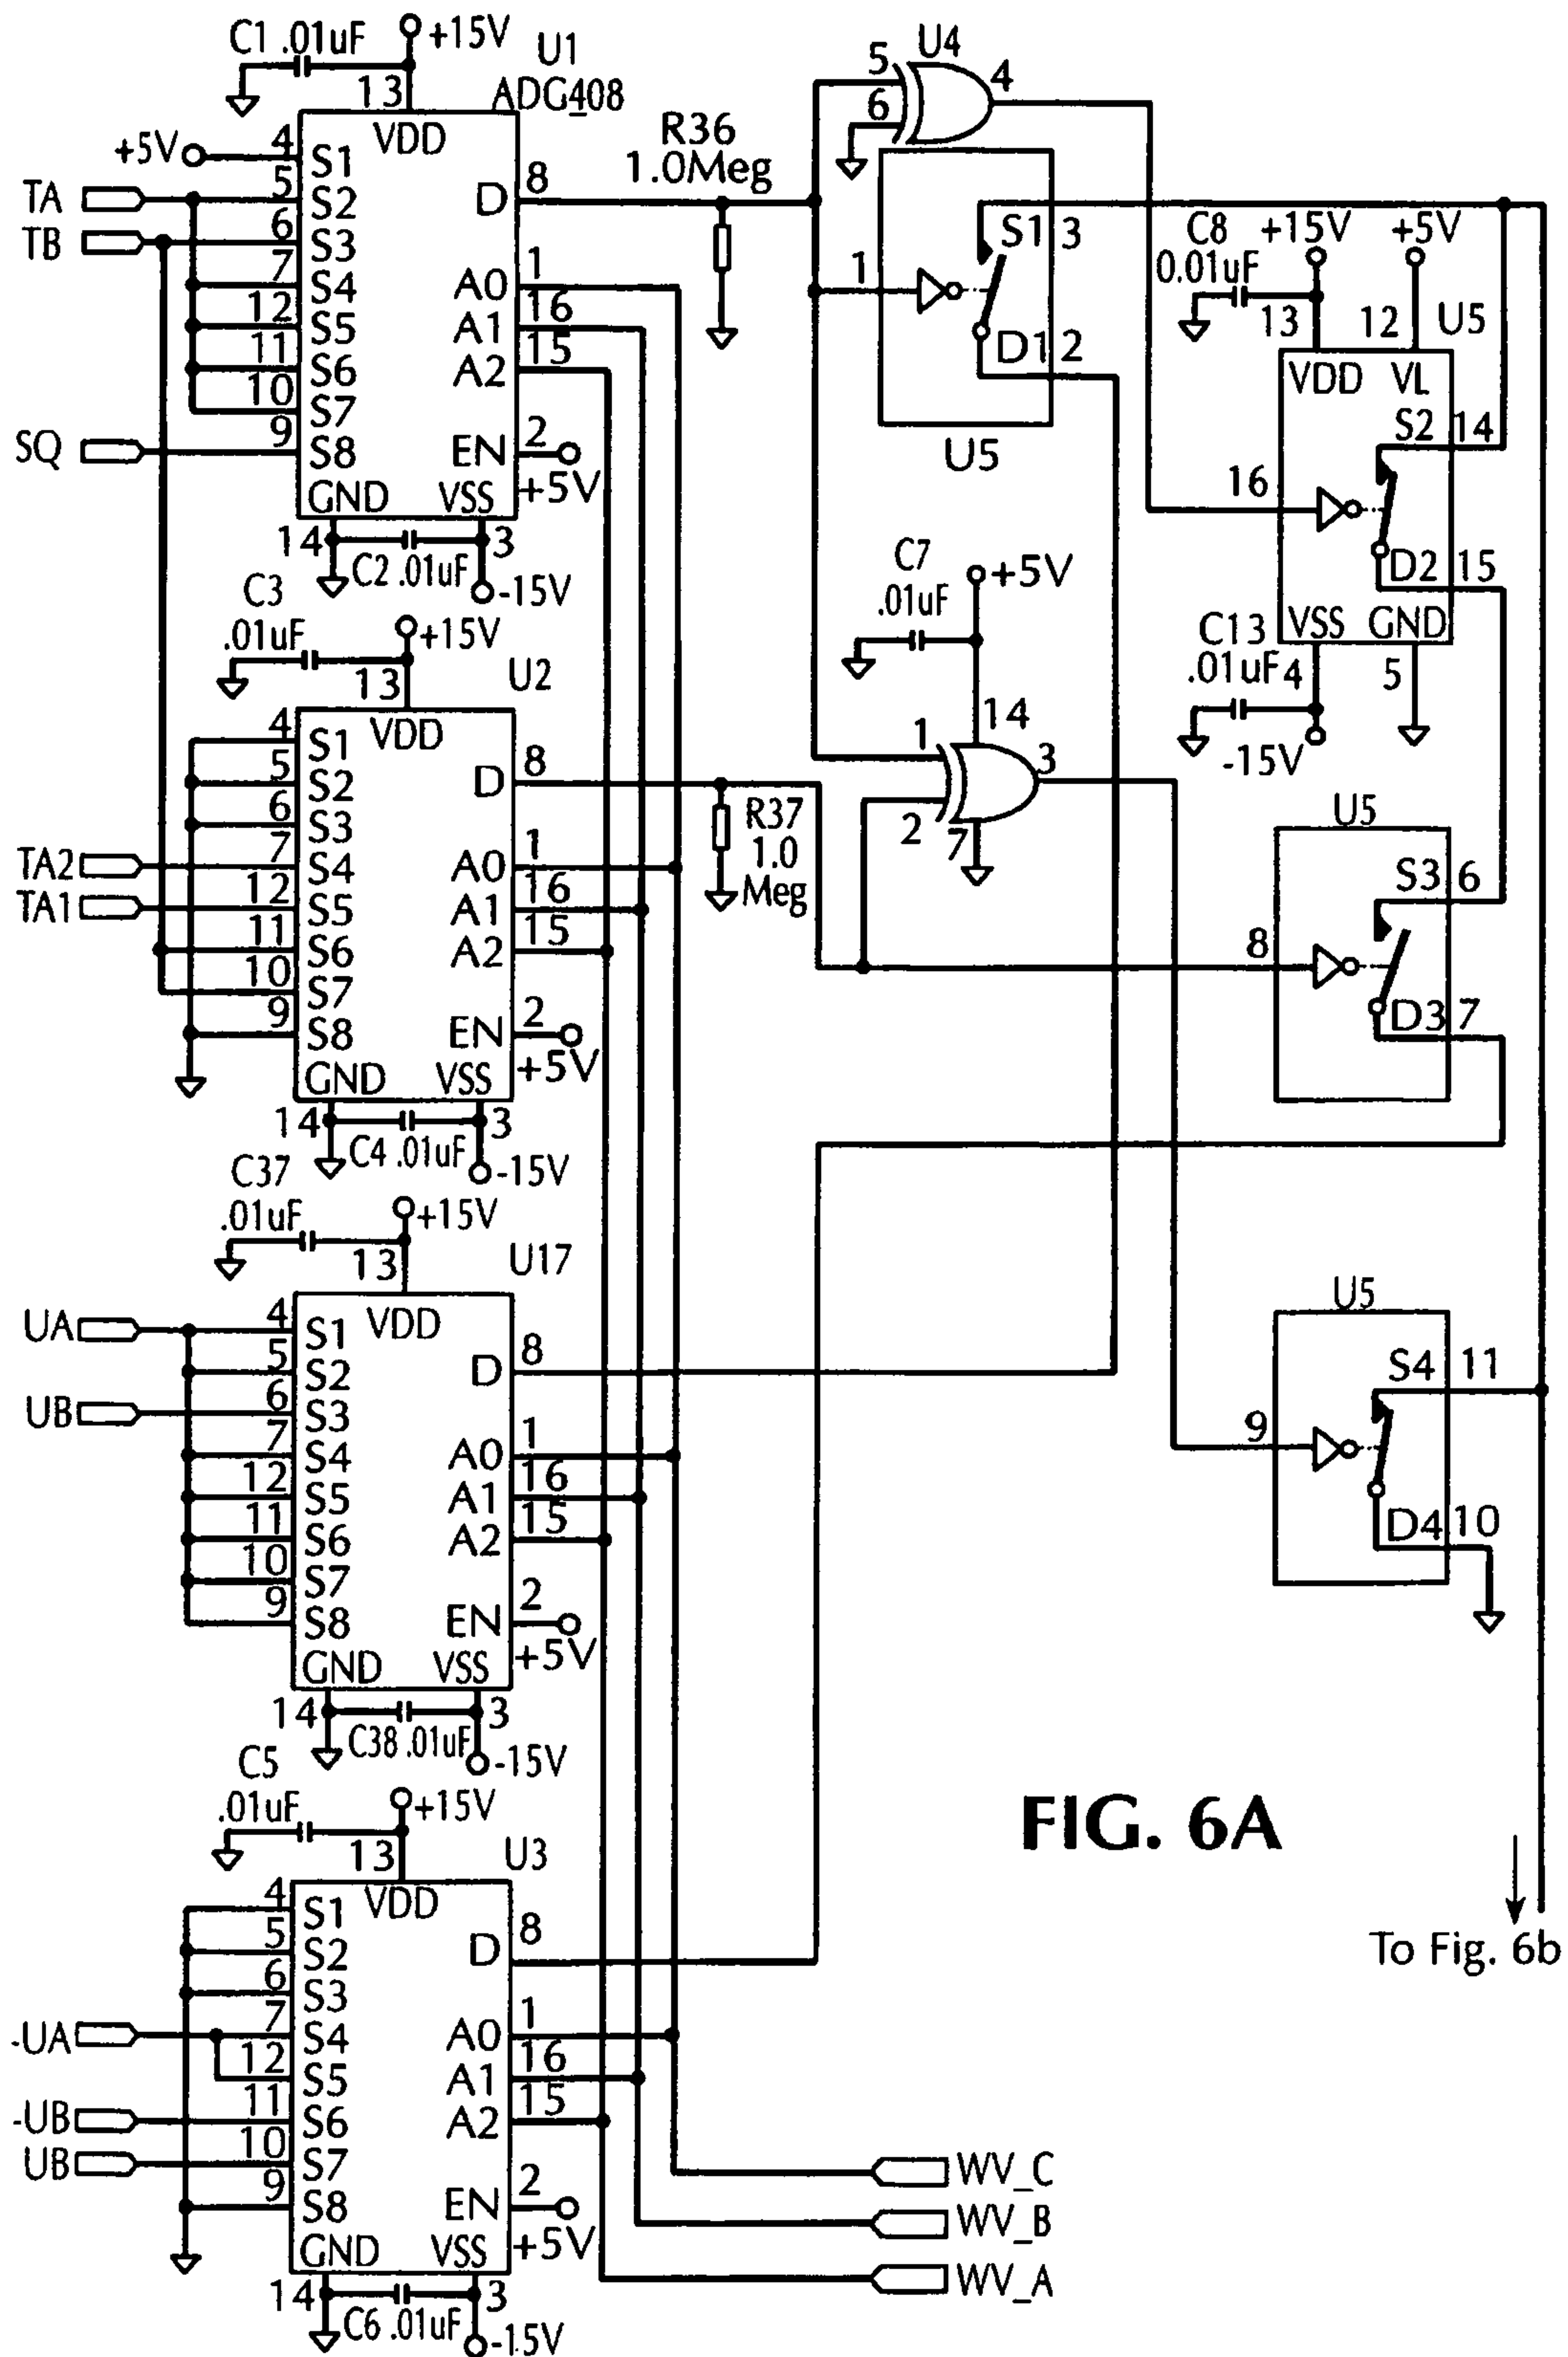 C1 .01uF
+15V
U1
ADG408
13
VDD
+5V
4 S1
TA
5 S2
TB
6 S3
7 S4
12 S5
11 S6
10 S7
SQ
9 S8
D 8
A0 1
A1 16
A2 15
EN 2
+5V
GND
VSS
14
C2 .01uF
3
-15V
R36
1.0Meg
5
6
U4
4
1
S1 3
D1 2
U5
C8
0.01uF
+15V
+5V
13
12
U5
VDD
VL
S2 14
16
D2 15
VSS
GND
C13
.01uF
4
5
-15V
C7
.01uF
+5V
14
1
2
3
7
C3
.01uF
+15V
13
U2
VDD
4 S1
5 S2
6 S3
TA2
7 S4
TA1
12 S5
11 S6
10 S7
9 S8
D 8
A0 1
A1 16
A2 15
EN 2
+5V
GND
VSS
14
C4 .01uF
3
-15V
R37
1.0
Meg
U5
S3 6
8
D3 7
C37
.01uF
+15V
13
U17
VDD
UA
4 S1
5 S2
UB
6 S3
7 S4
12 S5
11 S6
10 S7
9 S8
D 8
A0 1
A1 16
A2 15
EN 2
+5V
GND
VSS
14
C38 .01uF
3
-15V
U5
S4 11
9
D4 10
C5
.01uF
+15V
13
U3
VDD
4 S1
5 S2
6 S3
-UA
7 S4
12 S5
-UB
11 S6
UB
10 S7
9 S8
D 8
A0 1
A1 16
A2 15
EN 2
+5V
GND
VSS
14
C6 .01uF
3
-15V
WV_C
WV_B
WV_A
FIG. 6A
To Fig. 6b